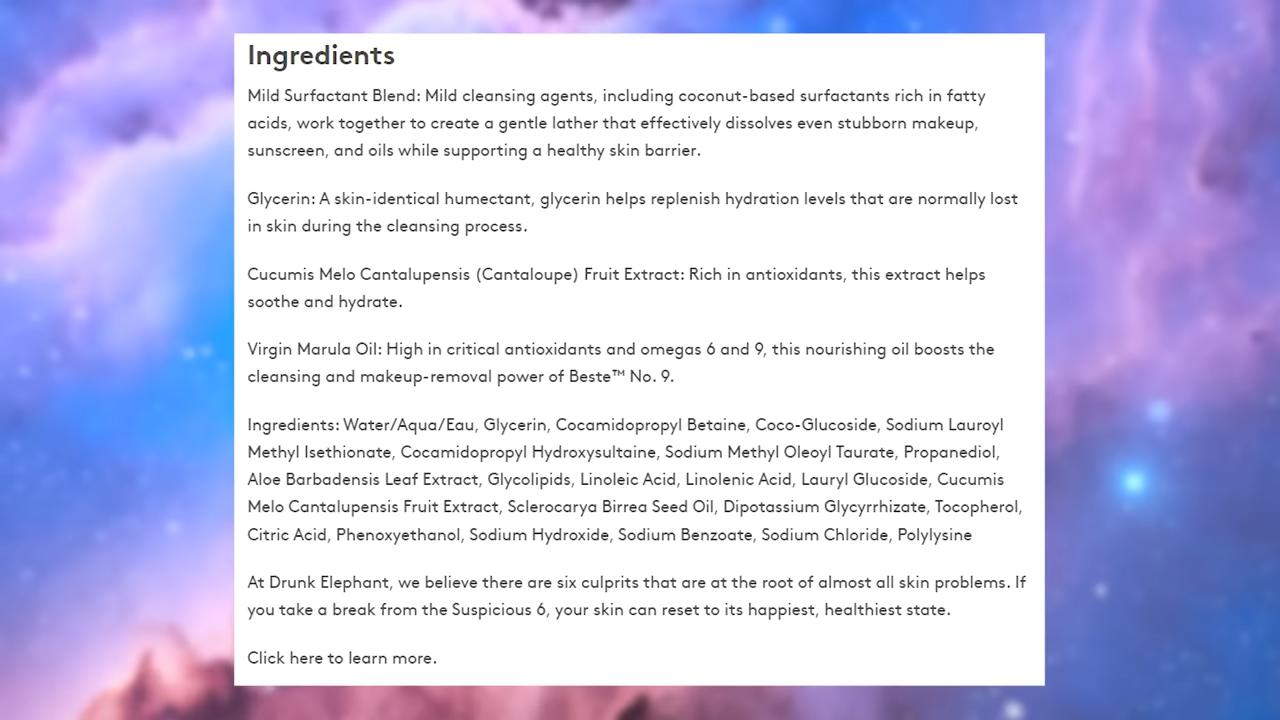 Ingredients
Mild Surfactant Blend: Mild cleansing agents, including coconut-based surfactants rich in fatty
acids, work together to create a gentle lather that effectively dissolves even stubborn makeup,
sunscreen, and oils while supporting a healthy skin barrier.
Glycerin: A skin-identical humectant, glycerin helps replenish hydration levels that are normally lost
in skin during the cleansing process.
Cucumis Melo Cantalupensis (Cantaloupe) Fruit Extract: Rich in antioxidants, this extract helps
soothe and hydrate.
Virgin Marula Oil: High in critical antioxidants and omegas 6 and 9, this nourishing oil boosts the
cleansing and makeup-removal power of Beste™ No. 9.
Ingredients: Water/Aqua/Eau, Glycerin, Cocamidopropyl Betaine, Coco-Glucoside, Sodium Lauroyl
Methyl Isethionate, Cocamidopropyl Hydroxysultaine, Sodium Methyl Oleoyl Taurate, Propanediol,
Aloe Barbadensis Leaf Extract, Glycolipids, Linoleic Acid, Linolenic Acid, Lauryl Glucoside, Cucumis
Melo Cantalupensis Fruit Extract, Sclerocarya Birrea Seed Oil, Dipotassium Glycyrrhizate, Tocopherol,
Citric Acid, Phenoxyethanol, Sodium Hydroxide, Sodium Benzoate, Sodium Chloride, Polylysine
At Drunk Elephant, we believe there are six culprits that are at the root of almost all skin problems. If
you take a break from the Suspicious 6, your skin can reset to its happiest, healthiest state.
Click here to learn more.